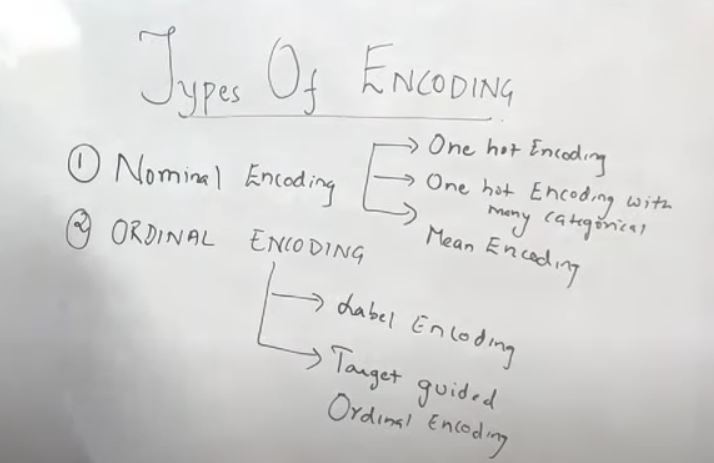 Types Of ENCODING
① Nominal Encoding
One hot Encoding
One hot Encoding with
many categorical
Mean Encoding
② ORDINAL ENCODING
Label Encoding
Target guided
Ordinal Encoding